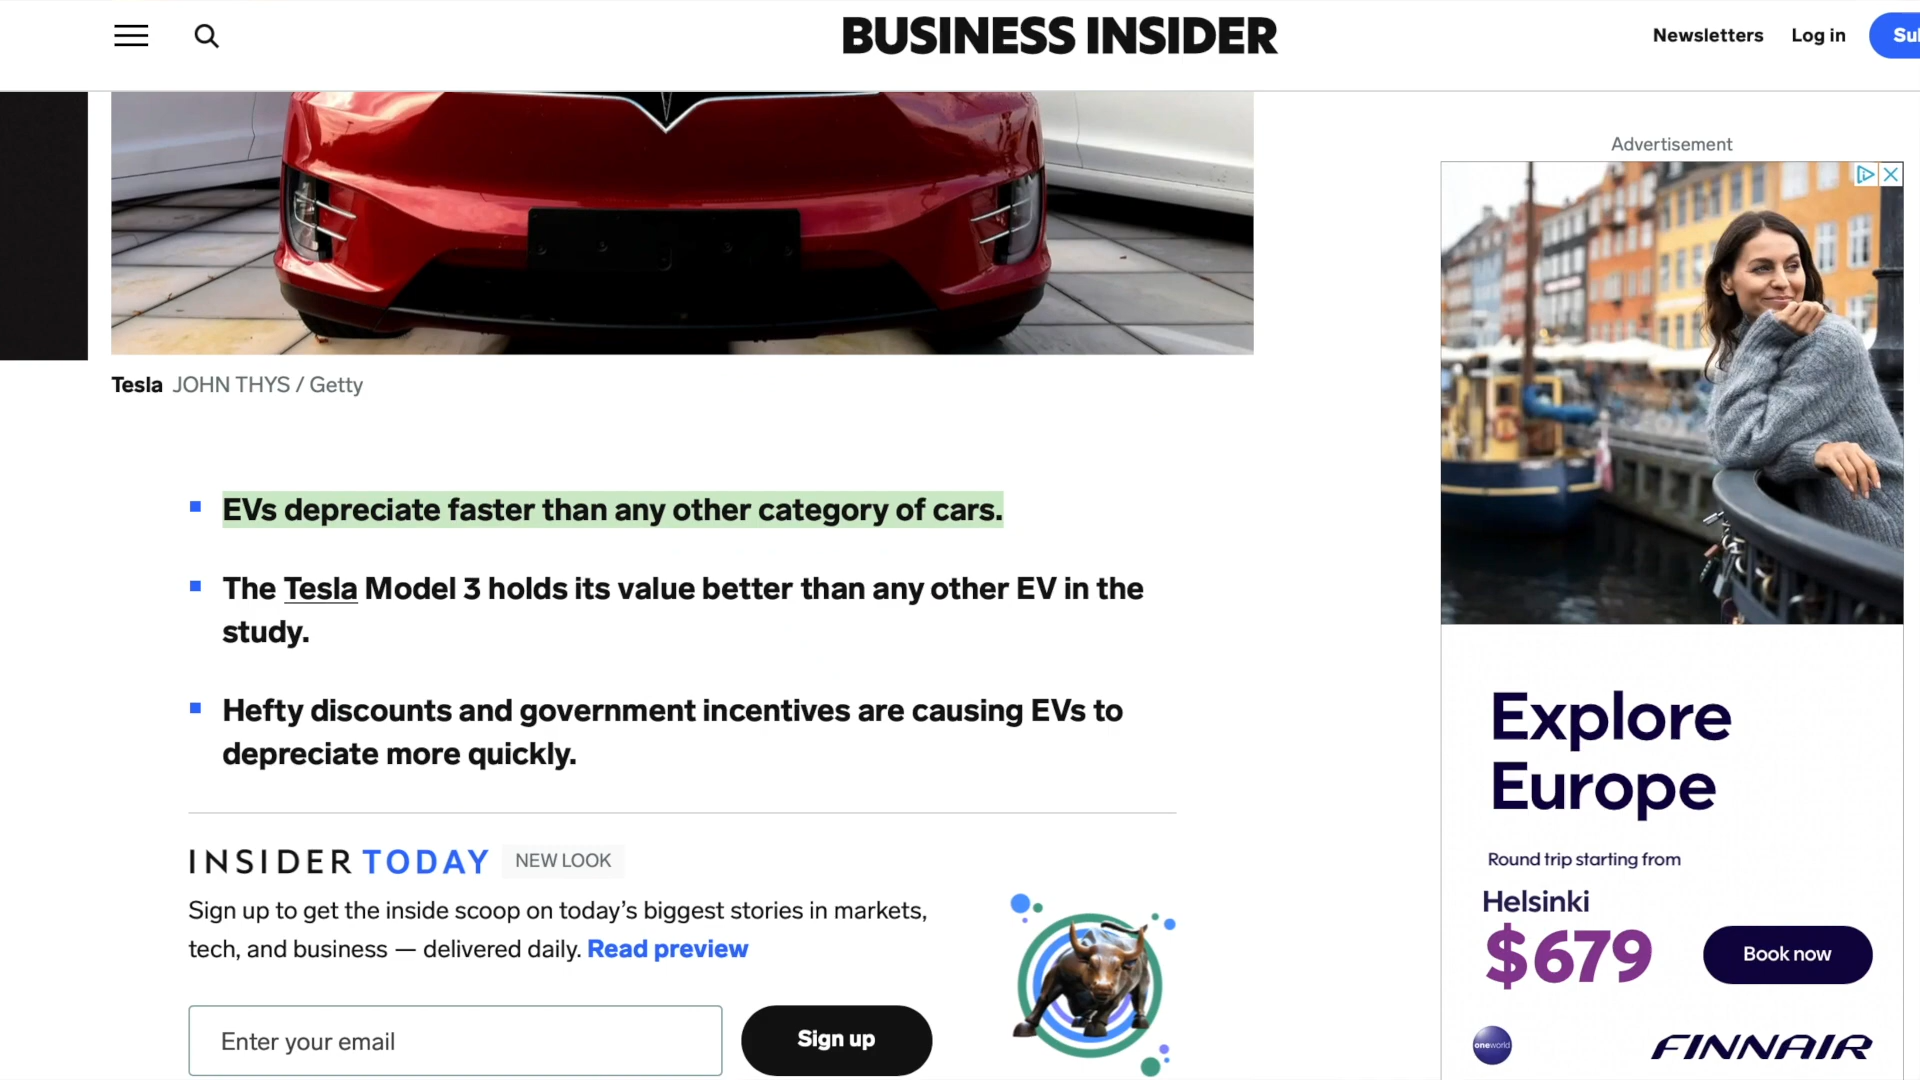 BUSINESS INSIDER
Newsletters
Log in
Advertisement
Tesla JOHN THYS / Getty
EVs depreciate faster than any other category of cars.
The Tesla Model 3 holds its value better than any other EV in the
study.
Hefty discounts and government incentives are causing EVs to
depreciate more quickly.
INSIDER TODAY NEW LOOK
Sign up to get the inside scoop on today's biggest stories in markets,
tech, and business — delivered daily. Read preview
Enter your email
Sign up
Explore
Europe
Round trip starting from
Helsinki
$679
Book now
oneworld
FINNAIR